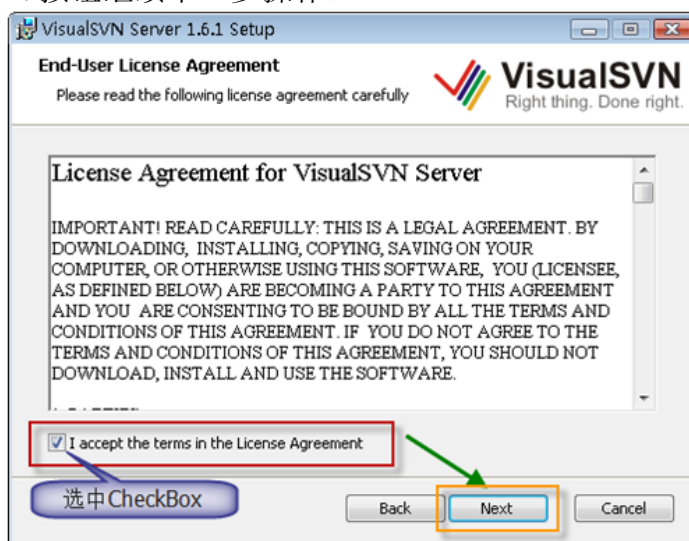 VisualSVN Server 1.6.1 Setup
End-User License Agreement
Please read the following license agreement carefully
VisualSVN
Right thing. Done right.
License Agreement for VisualSVN Server
IMPORTANT! READ CAREFULLY: THIS IS A LEGAL AGREEMENT. BY
DOWNLOADING, INSTALLING, COPYING, SAVING ON YOUR
COMPUTER, OR OTHERWISE USING THIS SOFTWARE, YOU (LICENSEE,
AS DEFINED BELOW) ARE BECOMING A PARTY TO THIS AGREEMENT
AND YOU ARE CONSENTING TO BE BOUND BY ALL THE TERMS AND
CONDITIONS OF THIS AGREEMENT. IF YOU DO NOT AGREE TO THE
TERMS AND CONDITIONS OF THIS AGREEMENT, YOU SHOULD NOT
DOWNLOAD, INSTALL AND USE THE SOFTWARE.
I accept the terms in the License Agreement
选中CheckBox
Back
Next
Cancel